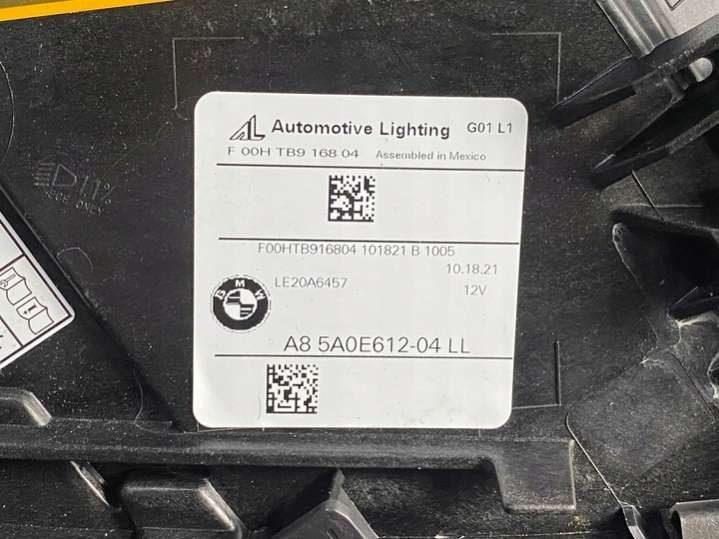 Automotive Lighting G01 L1
F 00H TB9 168 04 Assembled in Mexico
11%
F00HTB916804 101821 B 1005
10.18.21
LE20A6457
12V
BMW
A8 5A0E612-04 LL